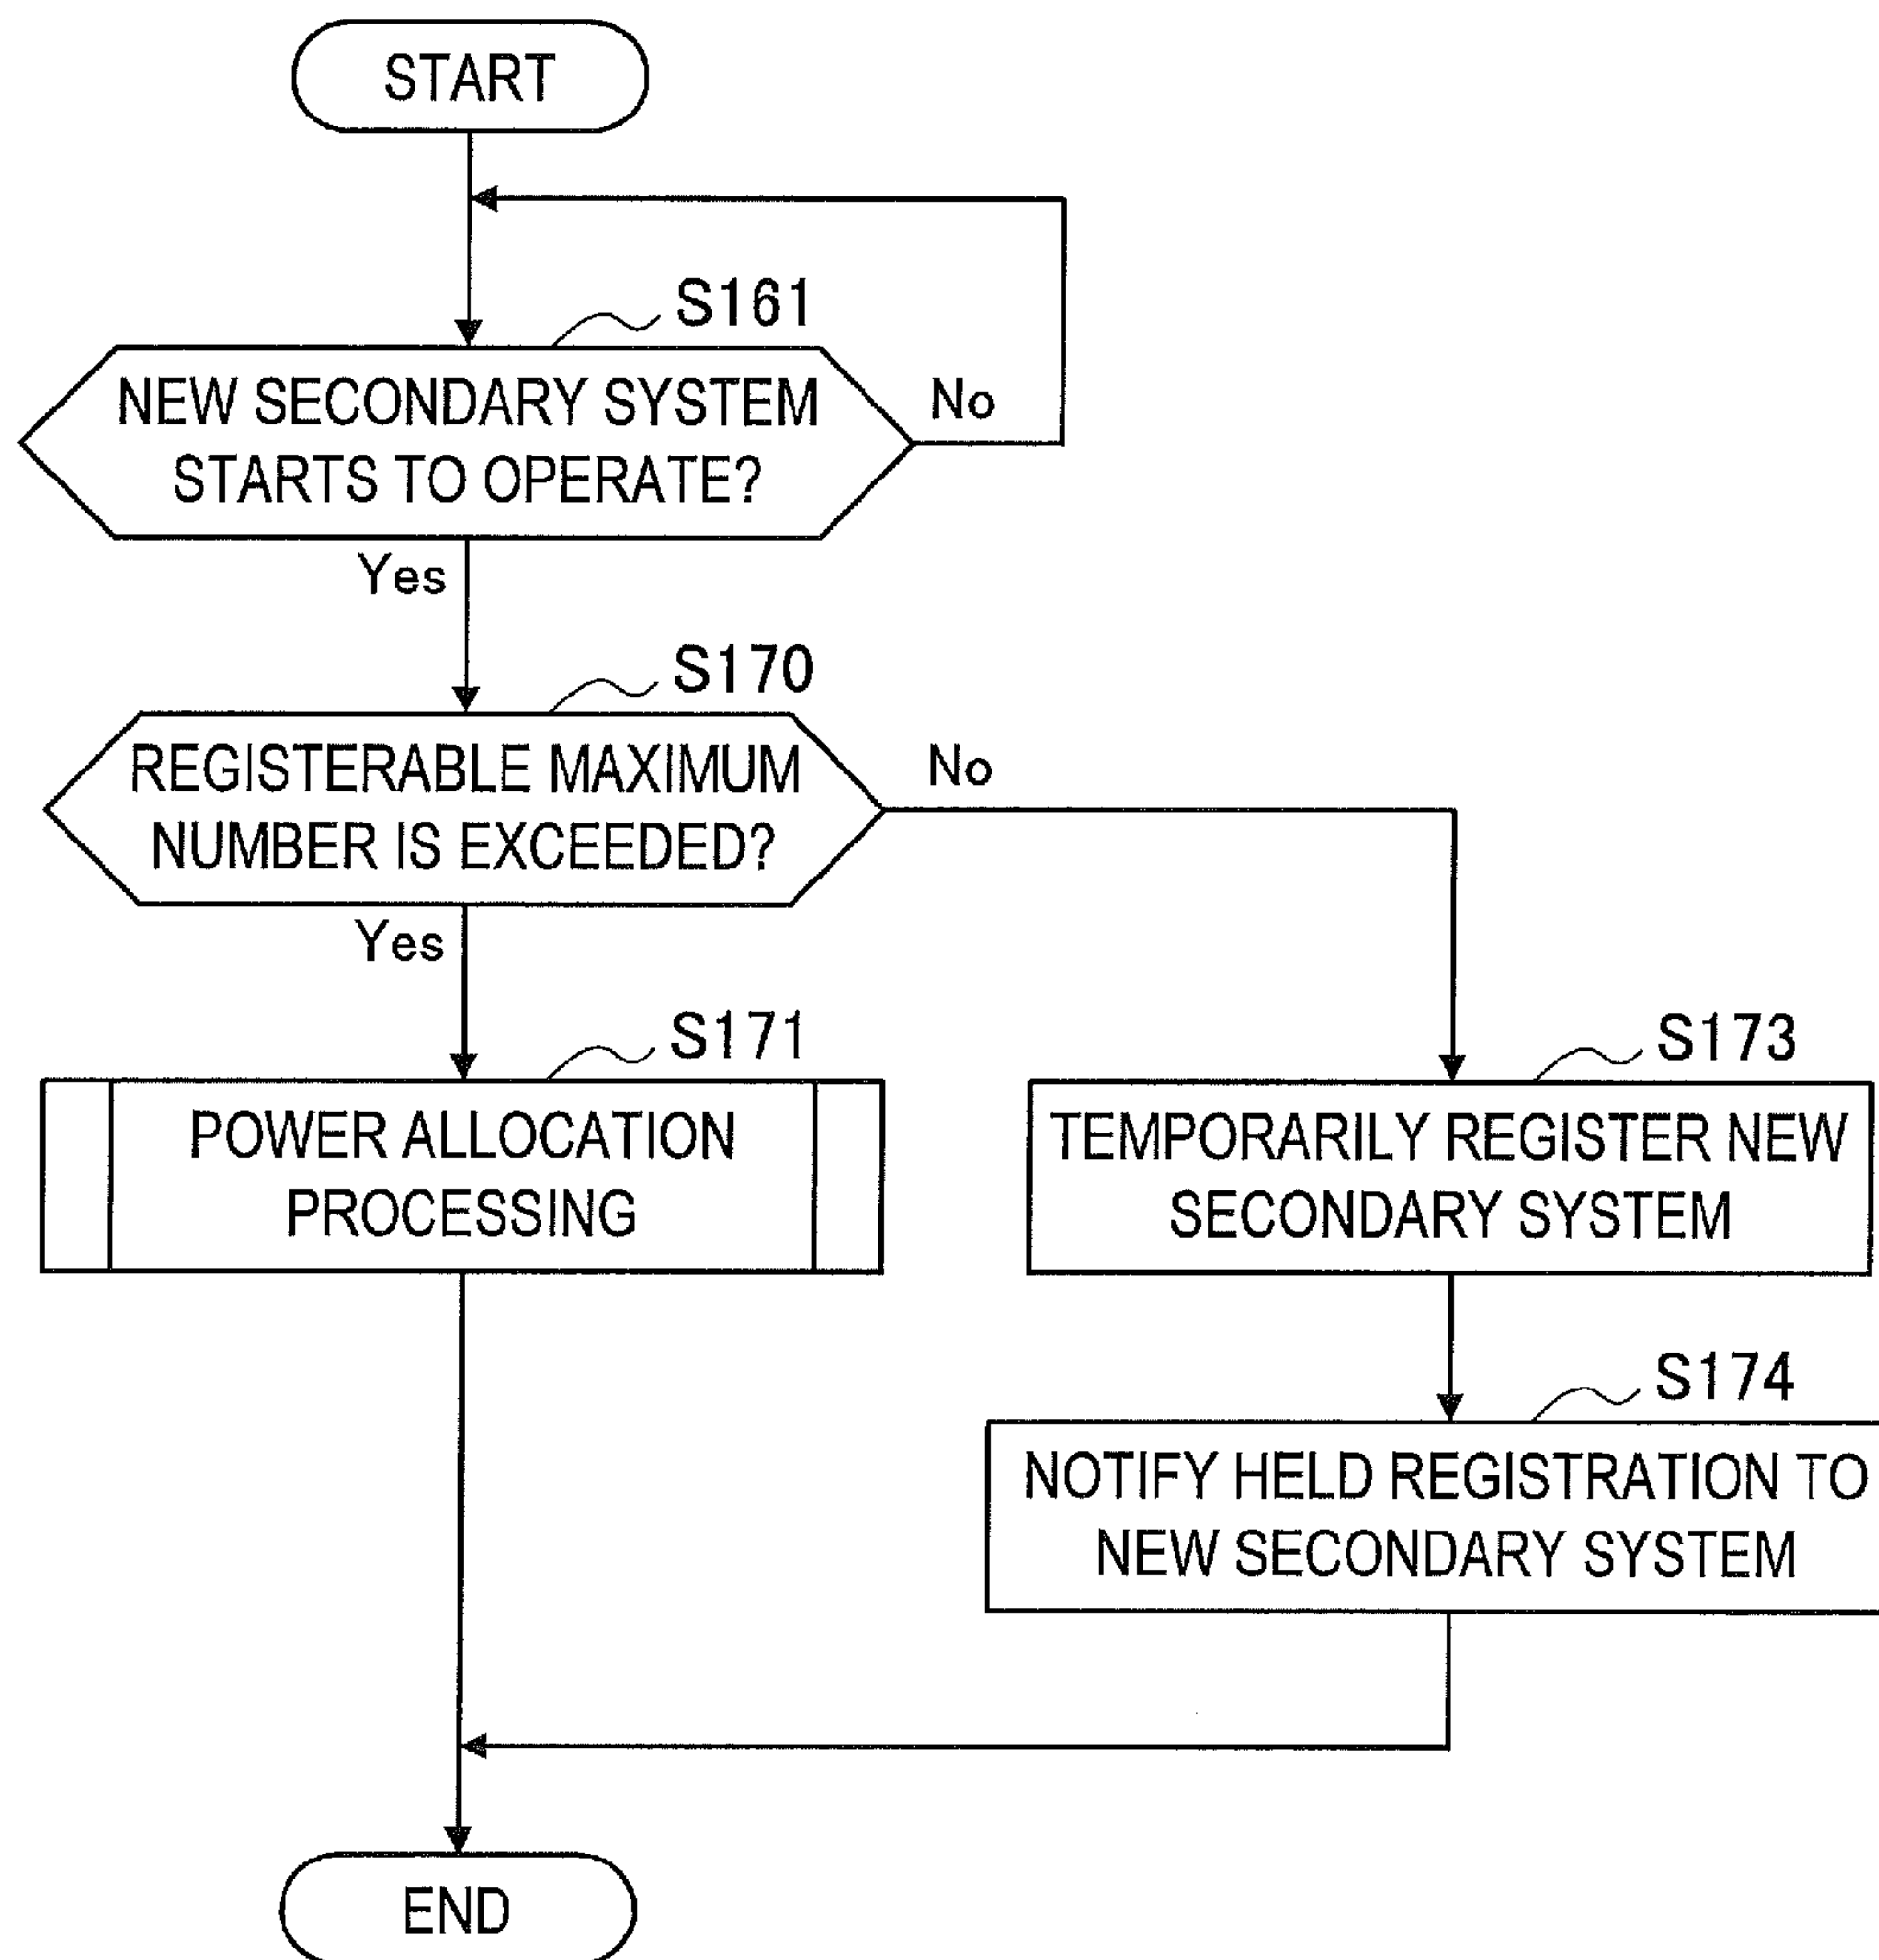 START
S161
NEW SECONDARY SYSTEM
STARTS TO OPERATE?
No
Yes
S170
REGISTERABLE MAXIMUM
NUMBER IS EXCEEDED?
No
Yes
S171
POWER ALLOCATION
PROCESSING
S173
TEMPORARILY REGISTER NEW
SECONDARY SYSTEM
S174
NOTIFY HELD REGISTRATION TO
NEW SECONDARY SYSTEM
END